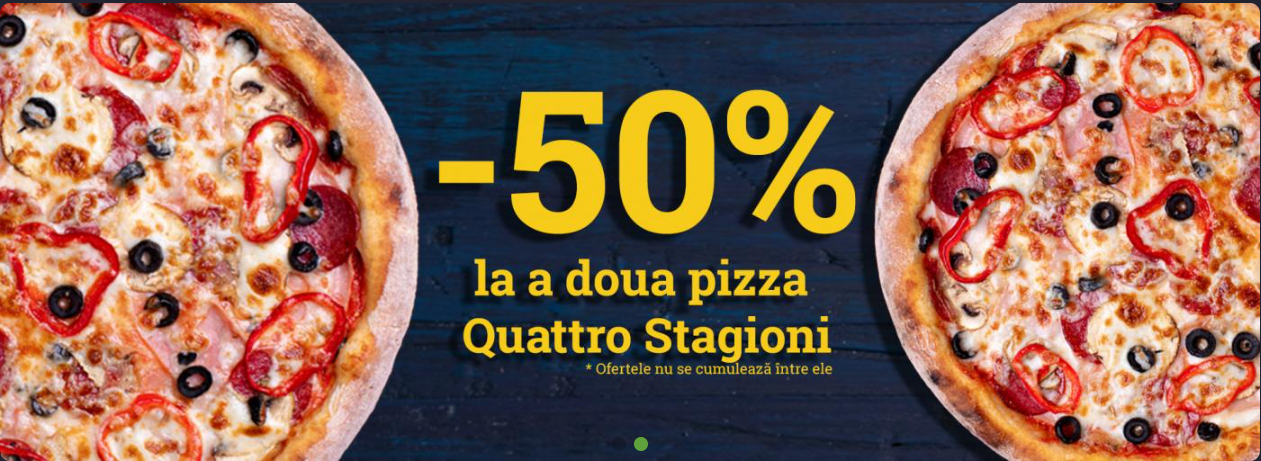 -50%
la a doua pizza
Quattro Stagioni
* Ofertele nu se cumulează între ele